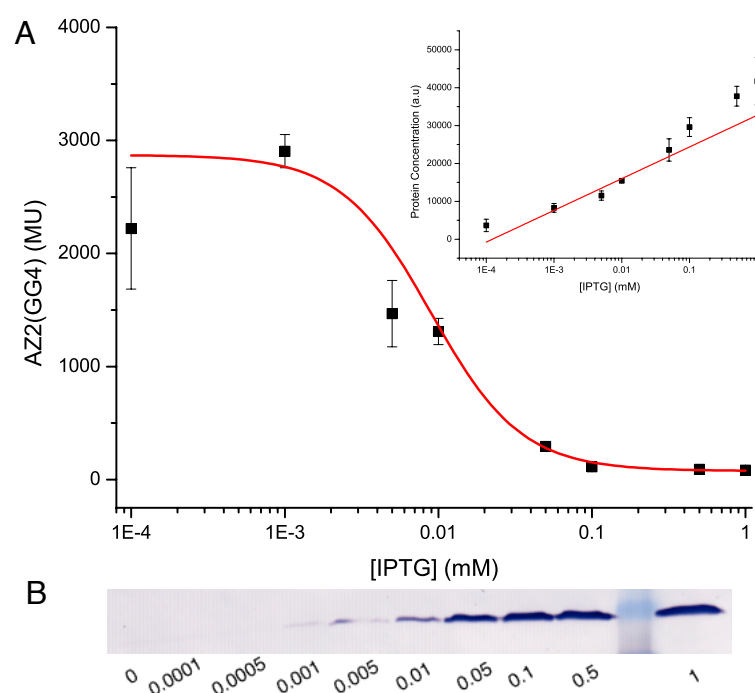 A
4000
3000
2000
1000
0
AZ2(GG4) (MU)
1E-4 1E-3 0.01 0.1 1
[IPTG] (mM)
50000
40000
30000
20000
10000
0
Protein Concentration (a.u)
1E-4 1E-3 0.01 0.1
[IPTG] (mM)
B
0 0.0001 0.0005 0.001 0.005 0.01 0.05 0.1 0.5 1